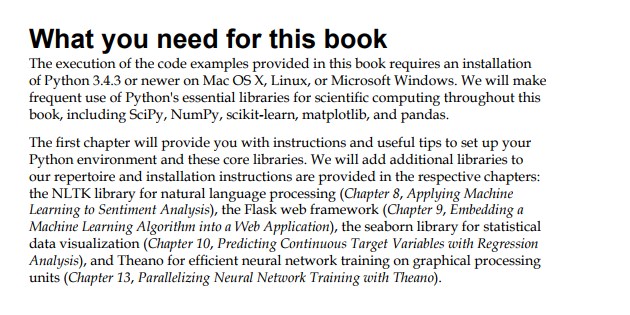 What you need for this book
The execution of the code examples provided in this book requires an installation
of Python 3.4.3 or newer on Mac OS X, Linux, or Microsoft Windows. We will make
frequent use of Python's essential libraries for scientific computing throughout this
book, including SciPy, NumPy, scikit-learn, matplotlib, and pandas.
The first chapter will provide you with instructions and useful tips to set up your
Python environment and these core libraries. We will add additional libraries to
our repertoire and installation instructions are provided in the respective chapters:
the NLTK library for natural language processing (Chapter 8, Applying Machine
Learning to Sentiment Analysis), the Flask web framework (Chapter 9, Embedding a
Machine Learning Algorithm into a Web Application), the seaborn library for statistical
data visualization (Chapter 10, Predicting Continuous Target Variables with Regression
Analysis), and Theano for efficient neural network training on graphical processing
units (Chapter 13, Parallelizing Neural Network Training with Theano).